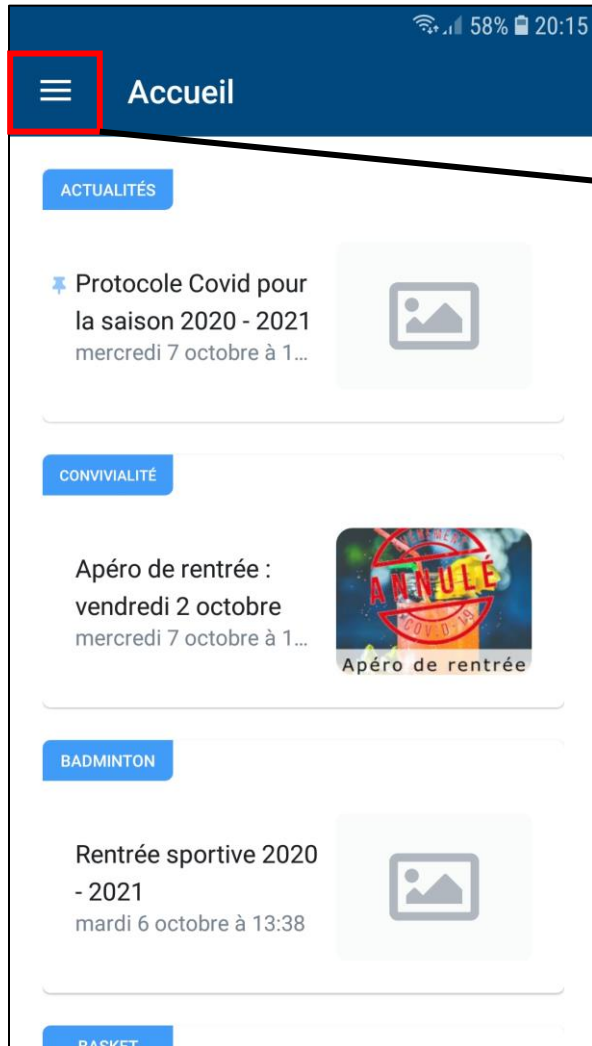 58% 20:15
Accueil
ACTUALITÉS
Protocole Covid pour
la saison 2020 - 2021
mercredi 7 octobre à 1...
CONVIVIALITÉ
Apéro de rentrée :
vendredi 2 octobre
mercredi 7 octobre à 1...
ÉVÉNEMENT
ANNULÉ
COVID-19
Apéro de rentrée
BADMINTON
Rentrée sportive 2020
- 2021
mardi 6 octobre à 13:38
BASKET